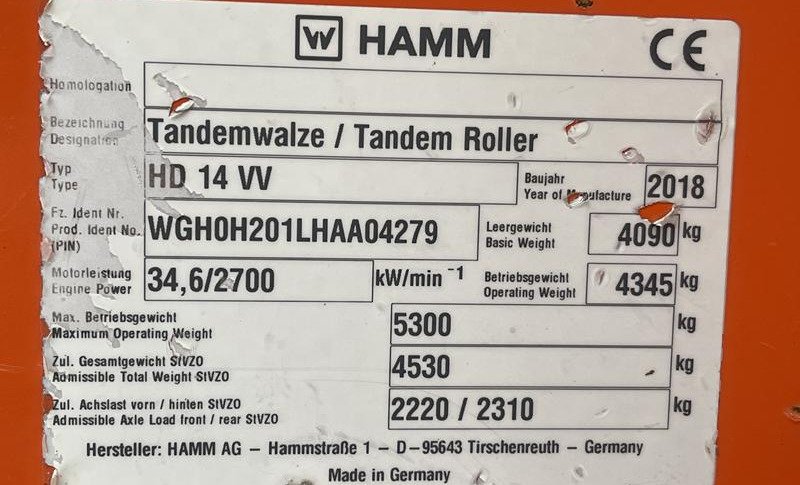 HAMM CE
Homologation
Bezeichnung
Designation
Tandemwalze / Tandem Roller
Typ
Type
HD 14 VV
Baujahr
Year of Manufacture
2018
Fz. Ident Nr.
Prod. Ident No.
(PIN)
WGH0H201LHAA04279
Leergewicht
Basic Weight
4090 kg
Motorleistung
Engine Power
34,6/2700 kW/min ⁻¹
Betriebsgewicht
Operating Weight
4345 kg
Max. Betriebsgewicht
Maximum Operating Weight
5300 kg
Zul. Gesamtgewicht StVZO
Admissible Total Weight StVZO
4530 kg
Zul. Achslast vorn / hinten StVZO
Admissible Axle Load front / rear StVZO
2220 / 2310 kg
Hersteller: HAMM AG – Hammstraße 1 – D–95643 Tirschenreuth – Germany
Made in Germany